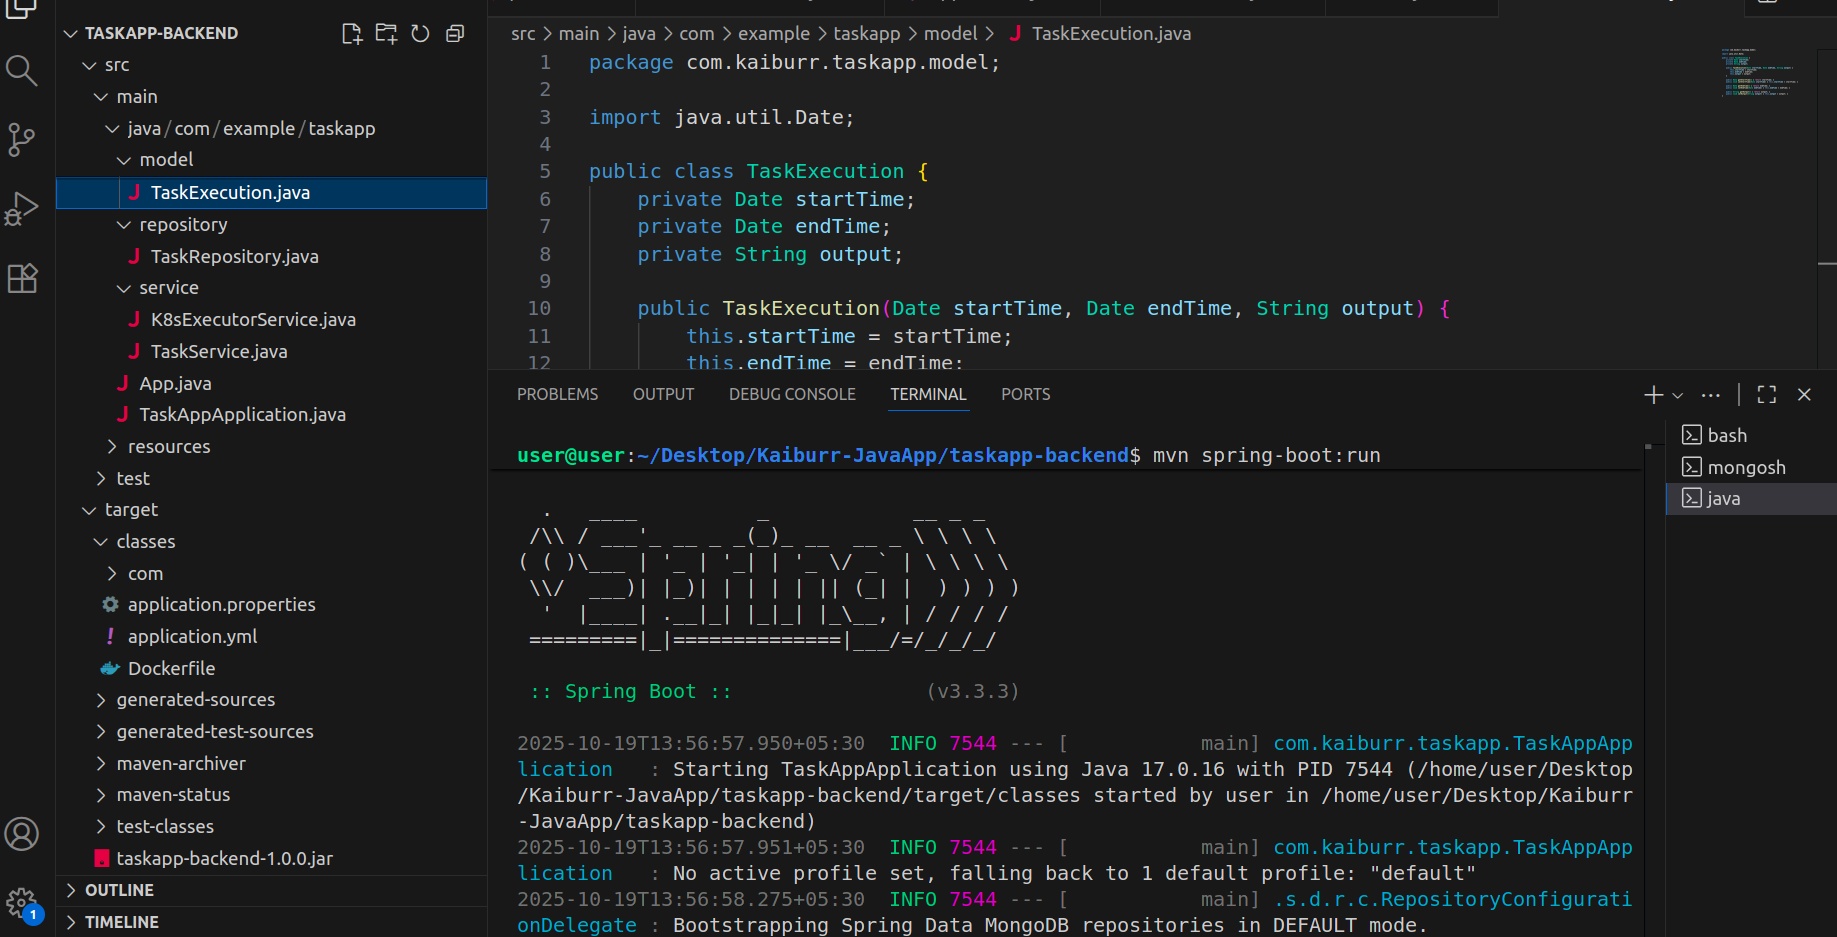 TASKAPP-BACKEND
src
main
java/com/example/taskapp
model
TaskExecution.java
repository
TaskRepository.java
service
K8sExecutorService.java
TaskService.java
App.java
TaskAppApplication.java
resources
test
target
classes
com
application.properties
application.yml
Dockerfile
generated-sources
generated-test-sources
maven-archiver
maven-status
test-classes
taskapp-backend-1.0.0.jar
OUTLINE
TIMELINE
1
src > main > java > com > example > taskapp > model > TaskExecution.java
1 package com.kaiburr.taskapp.model;
2
3 import java.util.Date;
4
5 public class TaskExecution {
6 private Date startTime;
7 private Date endTime;
8 private String output;
9
10 public TaskExecution(Date startTime, Date endTime, String output) {
11 this.startTime = startTime;
12 this.endTime = endTime;
PROBLEMS OUTPUT DEBUG CONSOLE TERMINAL PORTS
user@user:~/Desktop/Kaiburr-JavaApp/taskapp-backend$ mvn spring-boot:run
  .   ____          _            __ _ _
 /\\ / ___'_ __ _ _(_)_ __  __ _ \ \ \ \
( ( )\___ | '_ | '_| | '_ \/ _` | \ \ \ \
 \\/  ___)| |_)| | | | | || (_| |  ) ) ) )
  '  |____| .__|_| |_|_| |_\__, | / / / /
 =========|_|==============|___/=/_/_/_/
:: Spring Boot :: (v3.3.3)
2025-10-19T13:56:57.950+05:30 INFO 7544 --- [ main] com.kaiburr.taskapp.TaskAppApp
lication : Starting TaskAppApplication using Java 17.0.16 with PID 7544 (/home/user/Desktop
/Kaiburr-JavaApp/taskapp-backend/target/classes started by user in /home/user/Desktop/Kaiburr
-JavaApp/taskapp-backend)
2025-10-19T13:56:57.951+05:30 INFO 7544 --- [ main] com.kaiburr.taskapp.TaskAppApp
lication : No active profile set, falling back to 1 default profile: "default"
2025-10-19T13:56:58.275+05:30 INFO 7544 --- [ main] .s.d.r.c.RepositoryConfigurati
onDelegate : Bootstrapping Spring Data MongoDB repositories in DEFAULT mode.
bash
mongosh
java